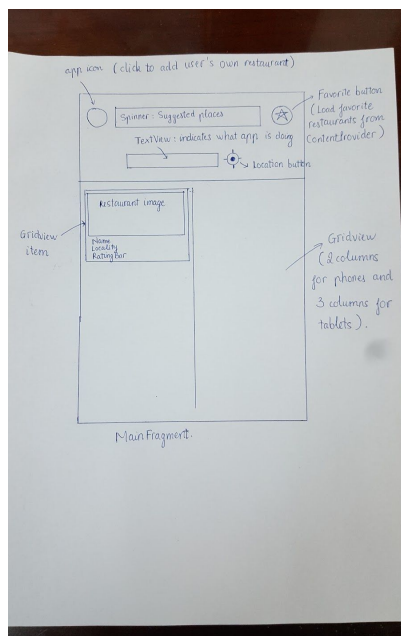 app icon (click to add user's own restaurant)
Spinner: Suggested places
Favorite button
(Load favorite
restaurants from
ContentProvider)
TextView: indicates what app is doing
Location button
Restaurant image
Name
Locality
RatingBar
Gridview
item
Gridview
(2 columns
for phones and
3 columns for
tablets).
MainFragment.